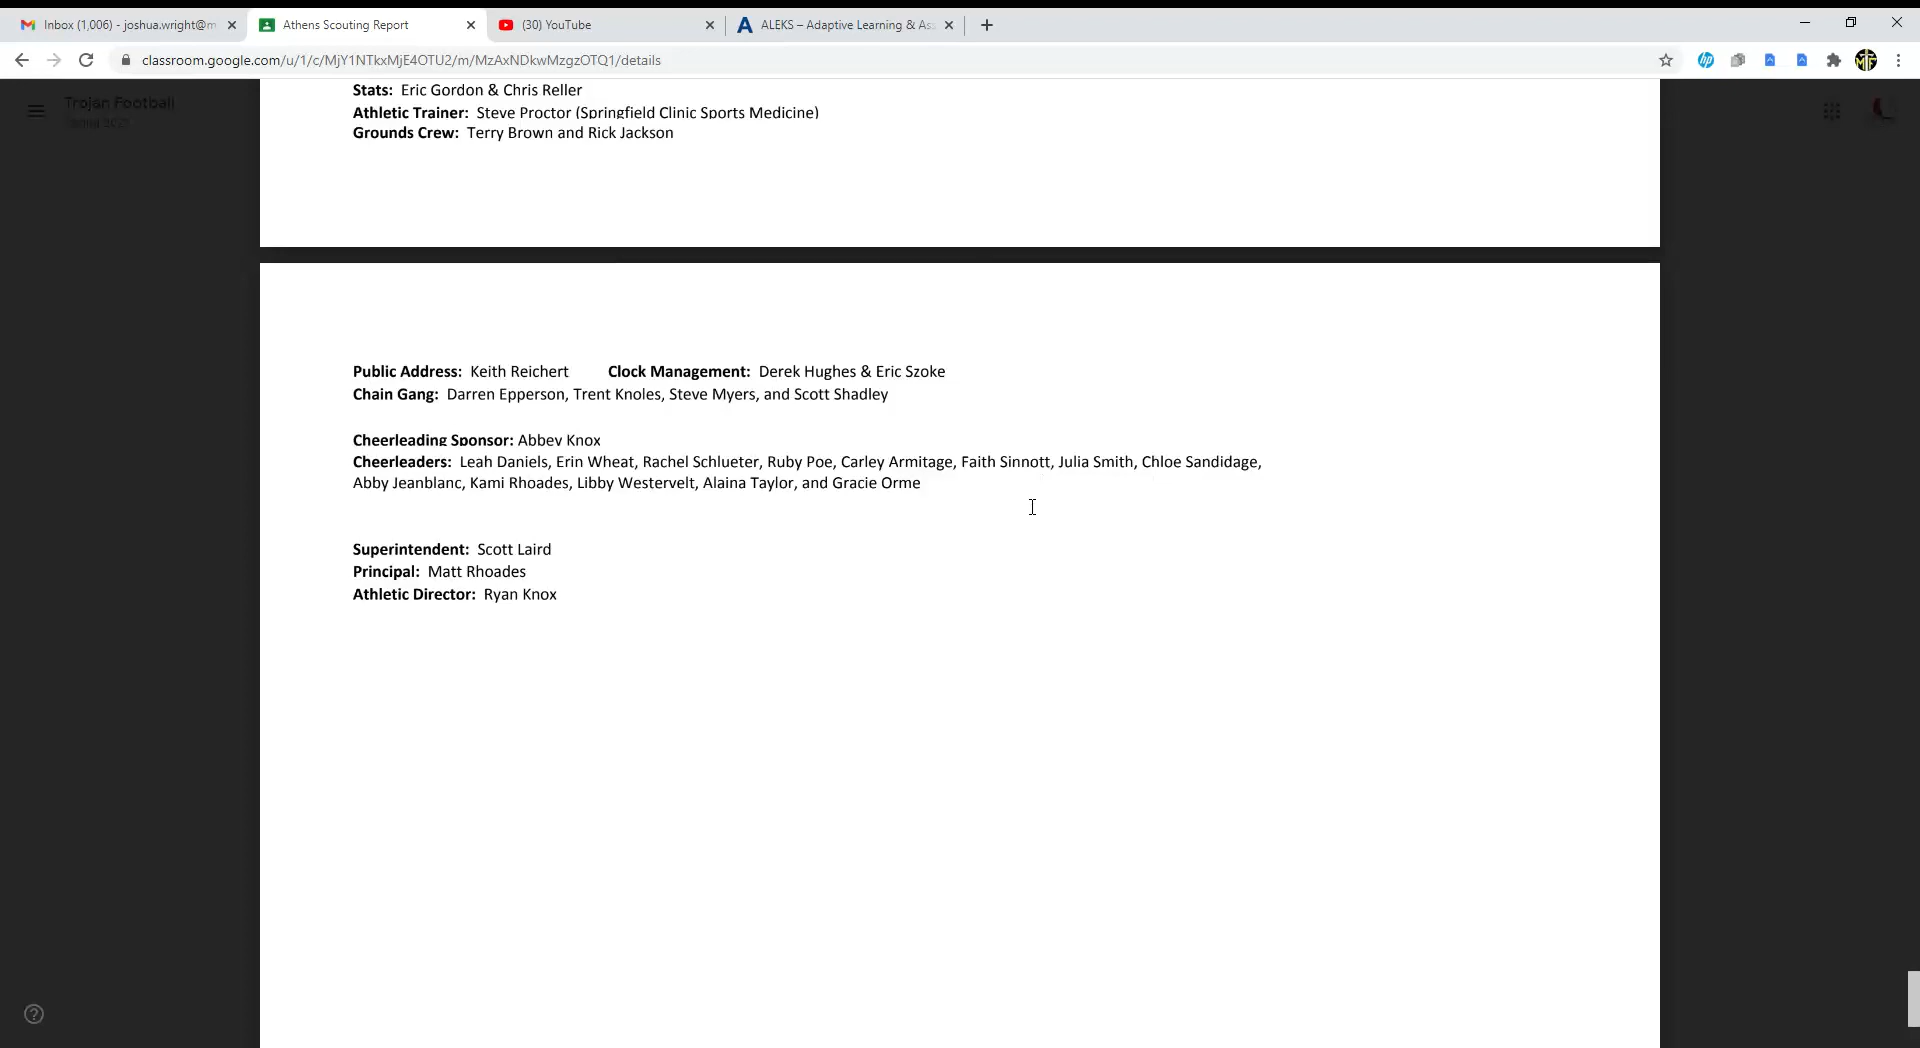 Inbox (1,006) - joshua.wright@m
Athens Scouting Report
(30) YouTube
ALEKS – Adaptive Learning & As
classroom.google.com/u/1/c/MjY1NTkxMjE4OTU2/m/MzAxNDkwMzgzOTQ1/details
Trojan Football
Spring 2021
Stats: Eric Gordon & Chris Reller
Athletic Trainer: Steve Proctor (Springfield Clinic Sports Medicine)
Grounds Crew: Terry Brown and Rick Jackson
Public Address: Keith Reichert Clock Management: Derek Hughes & Eric Szoke
Chain Gang: Darren Epperson, Trent Knoles, Steve Myers, and Scott Shadley
Cheerleading Sponsor: Abbey Knox
Cheerleaders: Leah Daniels, Erin Wheat, Rachel Schlueter, Ruby Poe, Carley Armitage, Faith Sinnott, Julia Smith, Chloe Sandidage,
Abby Jeanblanc, Kami Rhoades, Libby Westervelt, Alaina Taylor, and Gracie Orme
Superintendent: Scott Laird
Principal: Matt Rhoades
Athletic Director: Ryan Knox